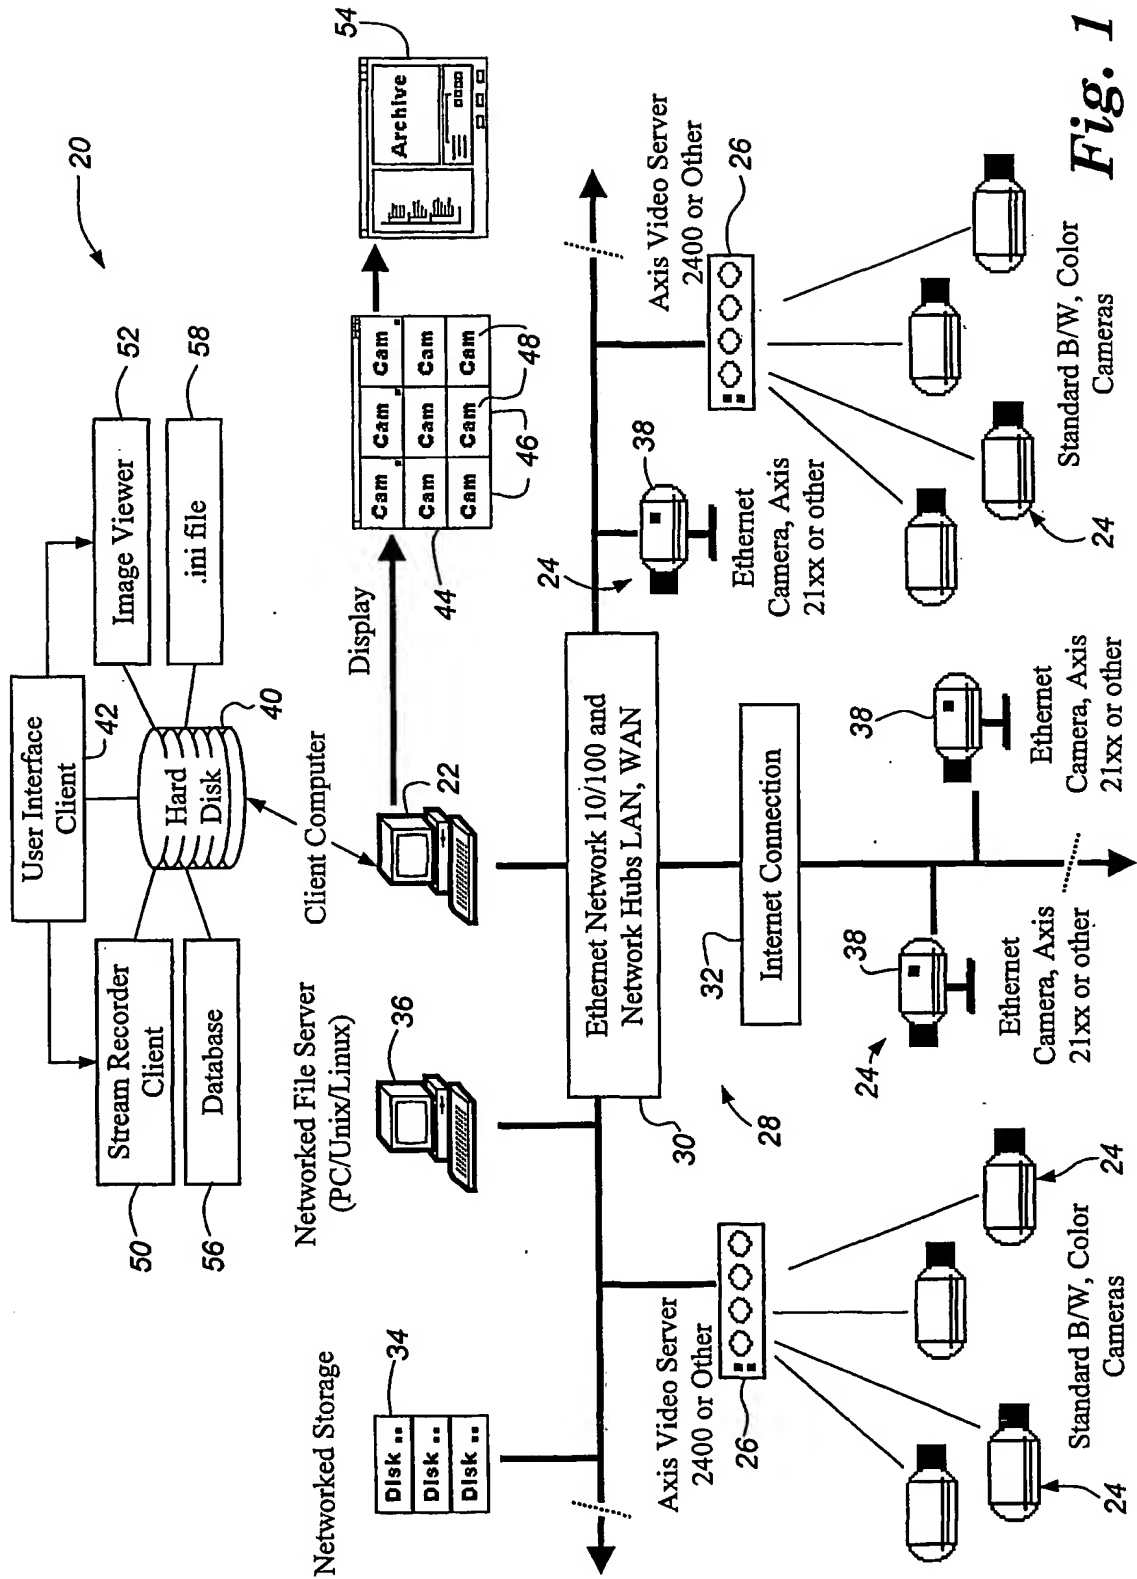 20
User Interface
Client
42
Stream Recorder
Client
50
Database
56
Hard
Disk
40
Image Viewer
52
.ini file
58
Networked Storage
Disk
Disk
Disk
34
Networked File Server
(PC/Unix/Linux)
36
Client Computer
22
Display
44
Cam
Cam
Cam
Cam
Cam
Cam
Cam
Cam
Cam
46
48
Archive
54
Ethernet Network 10/100 and
Network Hubs LAN, WAN
30
28
32
Internet Connection
Axis Video Server
2400 or Other
26
Standard B/W, Color
Cameras
24
24
24
38
Ethernet
Camera, Axis
21xx or other
38
Ethernet
Camera, Axis
21xx or other
24
38
Ethernet
Camera, Axis
21xx or other
Axis Video Server
2400 or Other
26
24
Standard B/W, Color
Cameras
Fig. 1